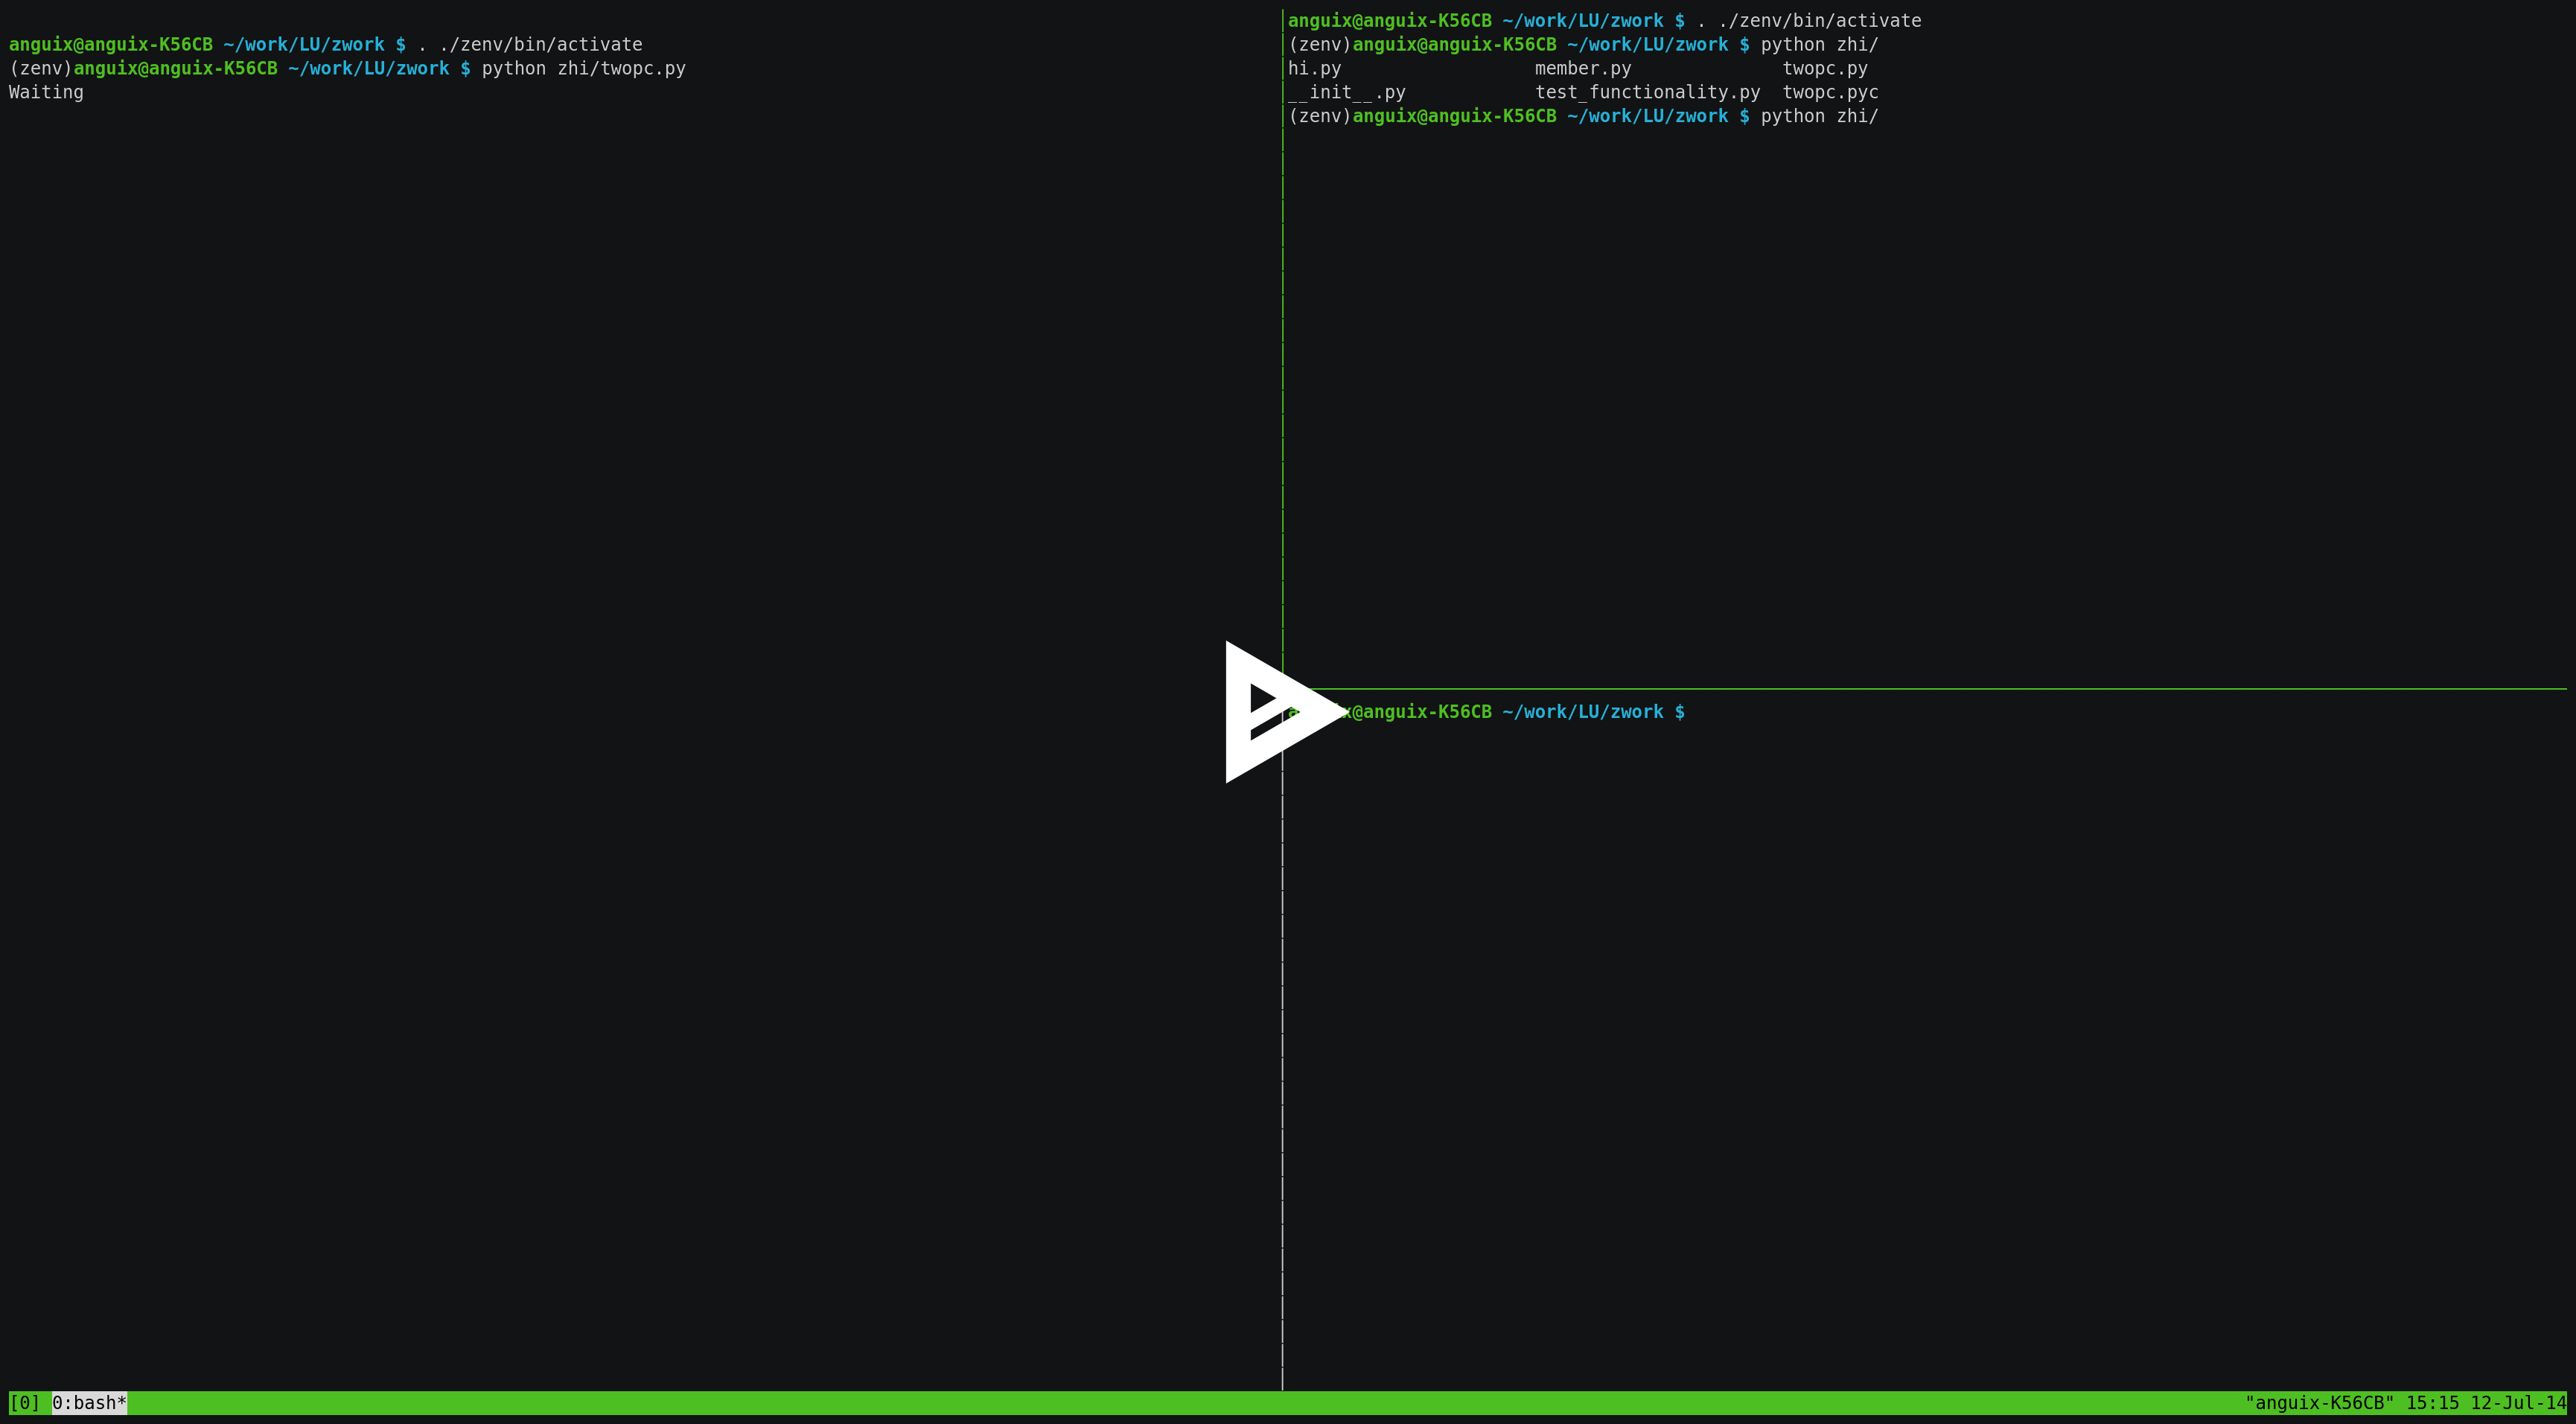 anguix@anguix-K56CB ~/work/LU/zwork $ . ./zenv/bin/activate
(zenv)anguix@anguix-K56CB ~/work/LU/zwork $ python zhi/twopc.py
Waiting
anguix@anguix-K56CB ~/work/LU/zwork $ . ./zenv/bin/activate
(zenv)anguix@anguix-K56CB ~/work/LU/zwork $ python zhi/
hi.py                  member.py              twopc.py
__init__.py            test_functionality.py  twopc.pyc
(zenv)anguix@anguix-K56CB ~/work/LU/zwork $ python zhi/
x@anguix-K56CB ~/work/LU/zwork $
[0] 0:bash* "anguix-K56CB" 15:15 12-Jul-14